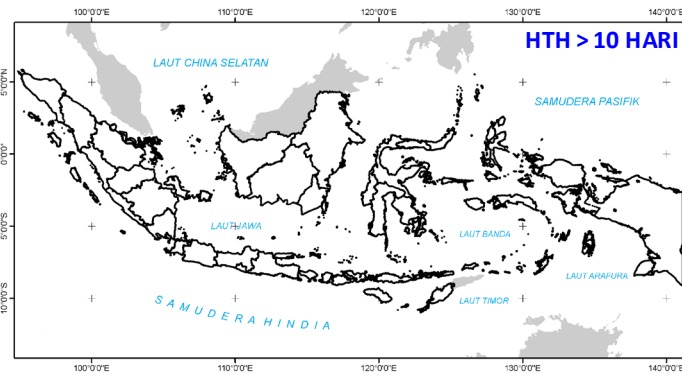 100°0'0"E 110°0'0"E 120°0'0"E 130°0'0"E 140°0'0"E
HTH > 10 HARI
LAUT CHINA SELATAN
5°0'0"N
SAMUDERA PASIFIK
0°0'0"
5°0'0"S
LAUT JAWA
LAUT BANDA
LAUT ARAFURA
10°0'0"S
SAMUDERA HINDIA
LAUT TIMOR
100°0'0"E 110°0'0"E 120°0'0"E 130°0'0"E 140°0'0"E